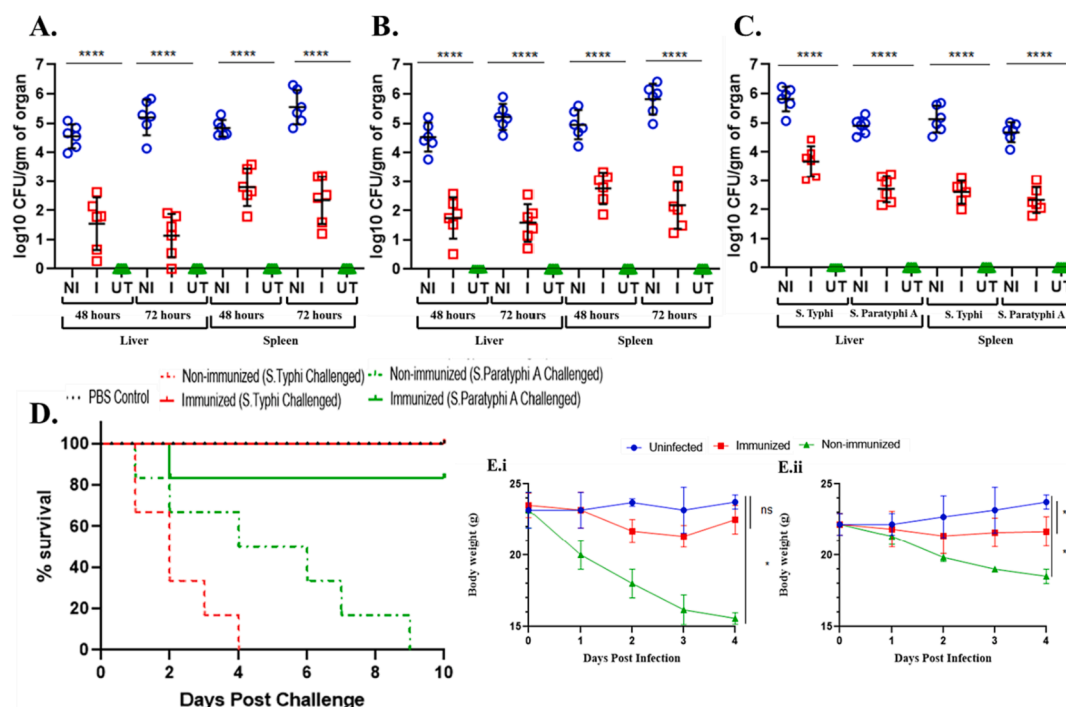 A.
B.
C.
**** **** **** ****
**** **** **** ****
**** **** **** ****
log10 CFU/gm of organ
7
6
5
4
3
2
1
0
NI I UT NI I UT NI I UT NI I UT
48 hours 72 hours 48 hours 72 hours
Liver Spleen
log10 CFU/gm of organ
7
6
5
4
3
2
1
0
NI I UT NI I UT NI I UT NI I UT
48 hours 72 hours 48 hours 72 hours
Liver Spleen
log10 CFU/gm of organ
7
6
5
4
3
2
1
0
NI I UT NI I UT NI I UT NI I UT
S. Typhi S. Paratyphi A S. Typhi S. Paratyphi A
Liver Spleen
D.
PBS Control
Non-immunized (S.Typhi Challenged)
Immunized (S.Typhi Challenged)
Non-immunized (S.Paratyphi A Challenged)
Immunized (S.Paratyphi A Challenged)
% survival
100
80
60
40
20
0
0 2 4 6 8 10
Days Post Challenge
Uninfected Immunized Non-immunized
E.i
Body weight (g)
25
20
15
0 1 2 3 4
Days Post Infection
ns
*
E.ii
Body weight (g)
25
20
15
0 1 2 3 4
Days Post Infection
*
*